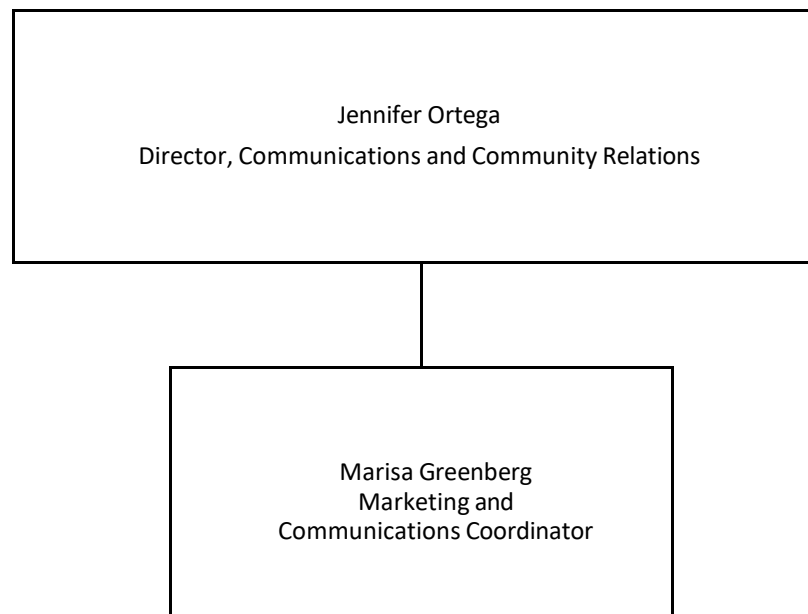 Jennifer Ortega
Director, Communications and Community Relations
Marisa Greenberg
Marketing and
Communications Coordinator